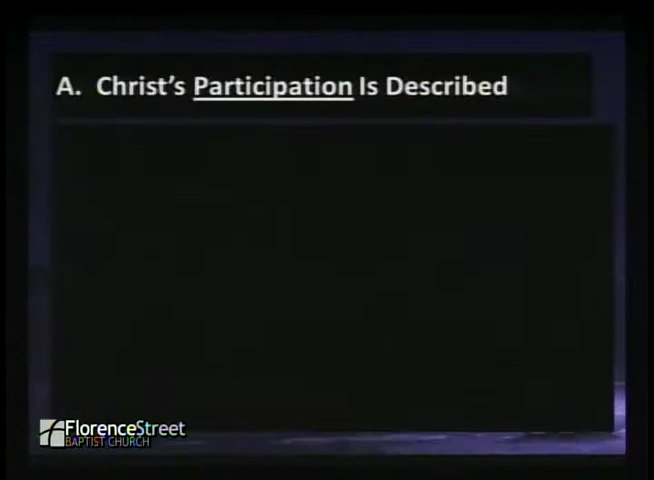 A. Christ's Participation Is Described
FlorenceStreet
BAPTIST CHURCH